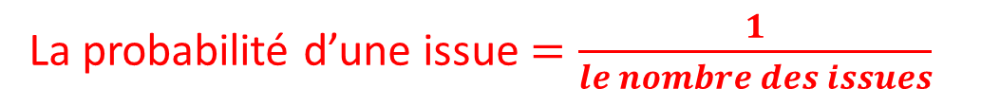 La probabilité d’une issue = 1 / le nombre des issues